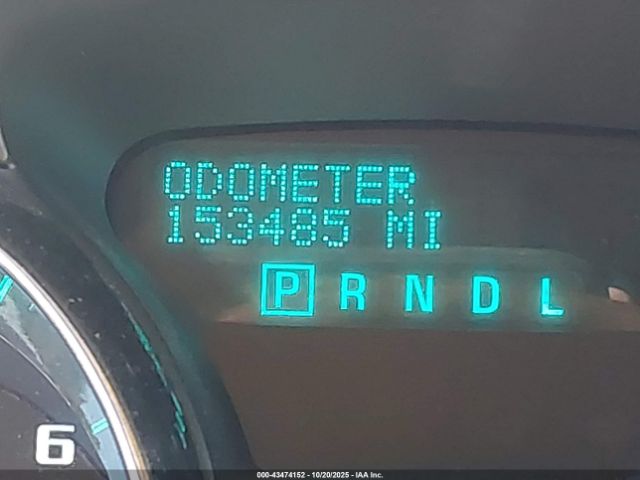 ODOMETER
153485 MI
P R N D L
6
000-43474152 - 10/20/2025 - IAA Inc.